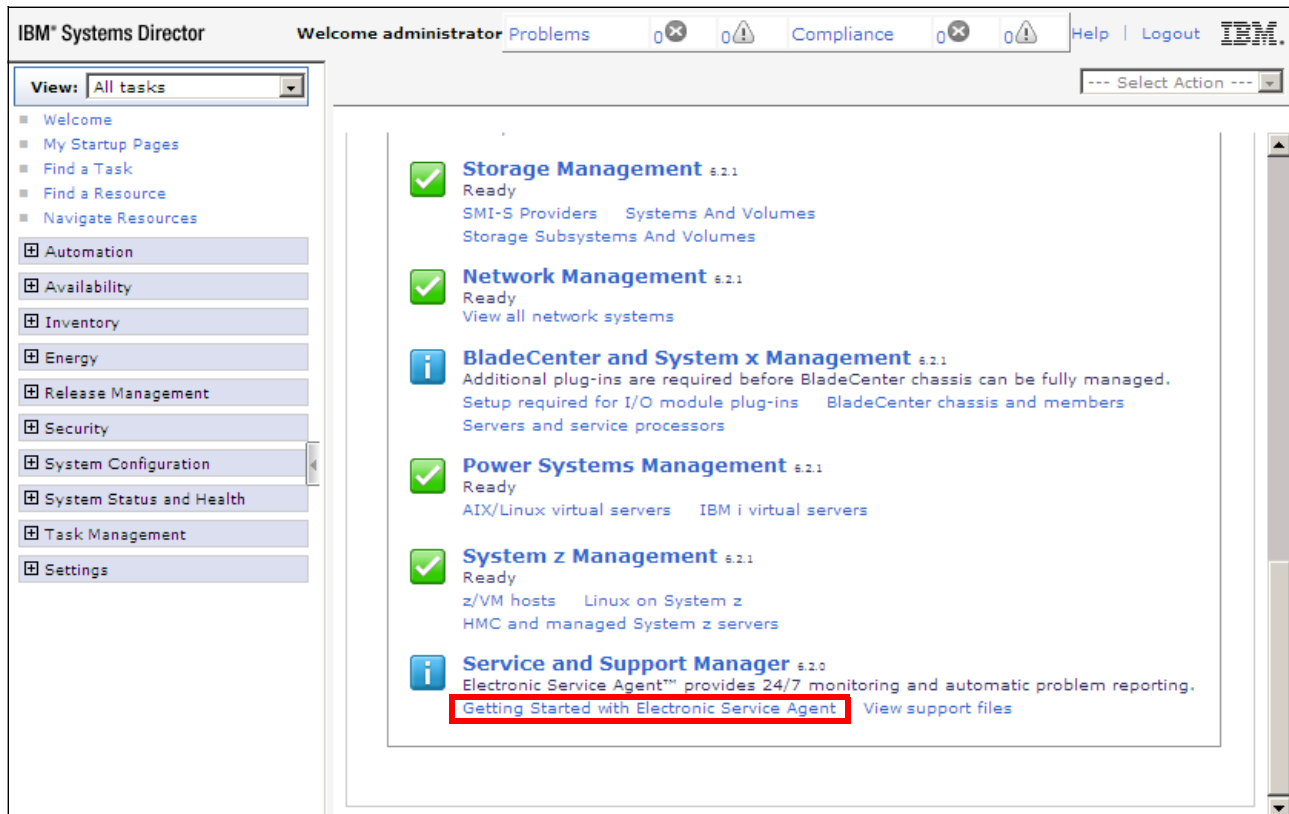 IBM® Systems Director
Welcome administrator
Problems 0 0 Compliance 0 0
Help | Logout IBM.
View: All tasks
--- Select Action ---
Welcome
My Startup Pages
Find a Task
Find a Resource
Navigate Resources
Automation
Availability
Inventory
Energy
Release Management
Security
System Configuration
System Status and Health
Task Management
Settings
Storage Management 6.2.1
Ready
SMI-S Providers Systems And Volumes
Storage Subsystems And Volumes
Network Management 6.2.1
Ready
View all network systems
BladeCenter and System x Management 6.2.1
Additional plug-ins are required before BladeCenter chassis can be fully managed.
Setup required for I/O module plug-ins BladeCenter chassis and members
Servers and service processors
Power Systems Management 6.2.1
Ready
AIX/Linux virtual servers IBM i virtual servers
System z Management 6.2.1
Ready
z/VM hosts Linux on System z
HMC and managed System z servers
Service and Support Manager 6.2.0
Electronic Service Agent™ provides 24/7 monitoring and automatic problem reporting.
Getting Started with Electronic Service Agent View support files